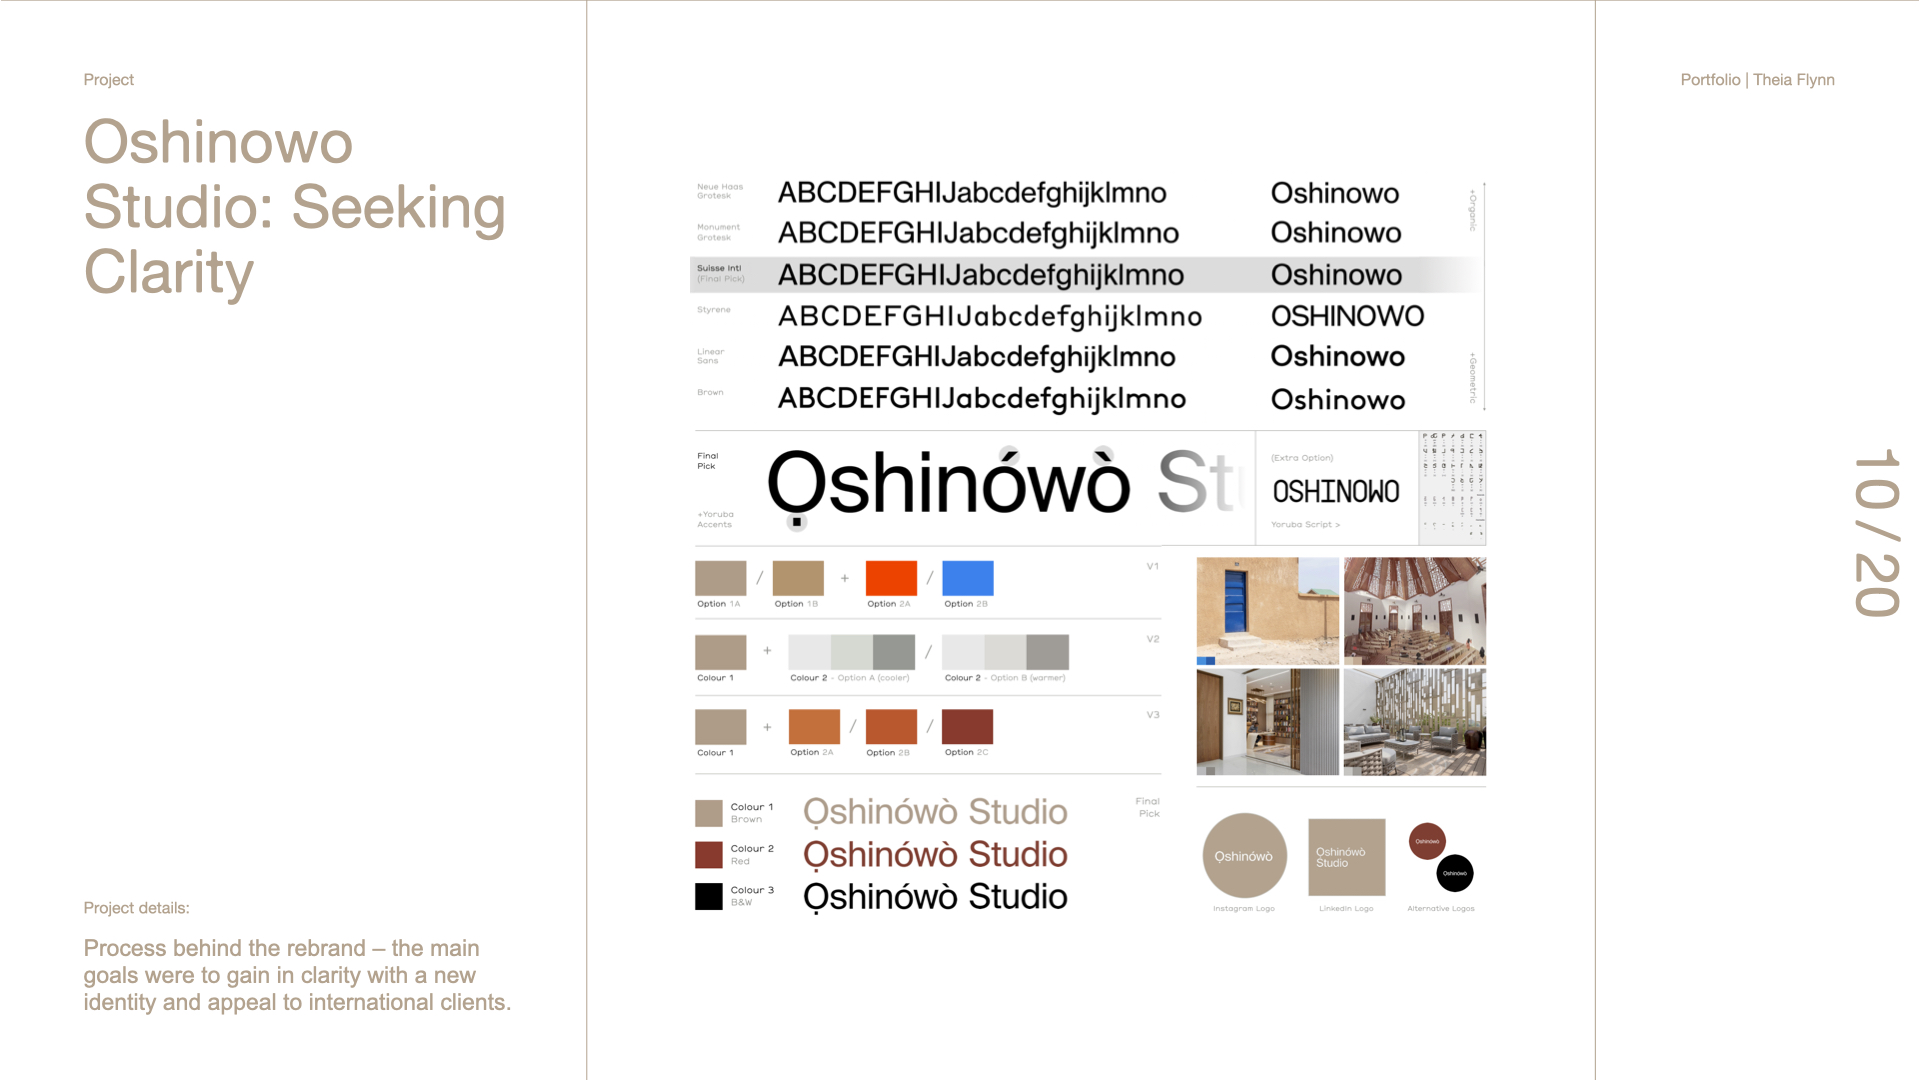 Project
Portfolio | Theia Flynn
Oshinowo
Studio: Seeking
Clarity
Neue Haas
Grotesk
ABCDEFGHIJabcdefghijklmno
Oshinowo
+Organic
Monument
Grotesk
ABCDEFGHIJabcdefghijklmno
Oshinowo
Suisse Intl
(Final Pick)
ABCDEFGHIJabcdefghijklmno
Oshinowo
Styrene
ABCDEFGHIJabcdefghijklmno
OSHINOWO
Linear
Sans
ABCDEFGHIJabcdefghijklmno
Oshinowo
+Geometric
Brown
ABCDEFGHIJabcdefghijklmno
Oshinowo
Final
Pick
+Yoruba
Accents
Ọshinówò Stu
(Extra Option)
OSHINOWO
Yoruba Script >
10/20
/ + /
V1
Option 1A
Option 1B
Option 2A
Option 2B
+ /
V2
Colour 1
Colour 2 - Option A (cooler)
Colour 2 - Option B (warmer)
+ / /
V3
Colour 1
Option 2A
Option 2B
Option 2C
Colour 1
Brown
Ọshinówò Studio
Final
Pick
Colour 2
Red
Ọshinówò Studio
Colour 3
B&W
Ọshinówò Studio
Ọshinówò
Instagram Logo
Oshinówò
Studio
LinkedIn Logo
Oshinówò
Oshinówò
Alternative Logos
Project details:
Process behind the rebrand – the main
goals were to gain in clarity with a new
identity and appeal to international clients.